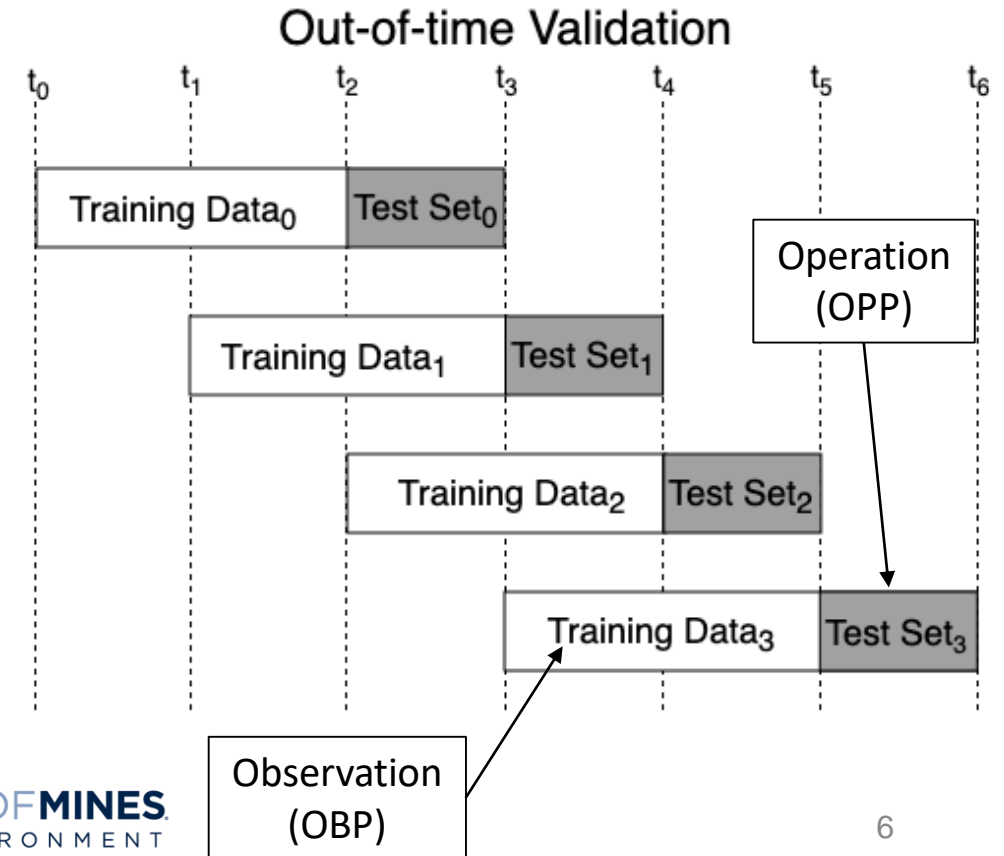 Out-of-time Validation
t0 t1 t2 t3 t4 t5 t6
Training Data0 Test Set0
Operation
(OPP)
Training Data1 Test Set1
Training Data2 Test Set2
Training Data3 Test Set3
Observation
(OBP)
OFMINES.
RONMENT
6